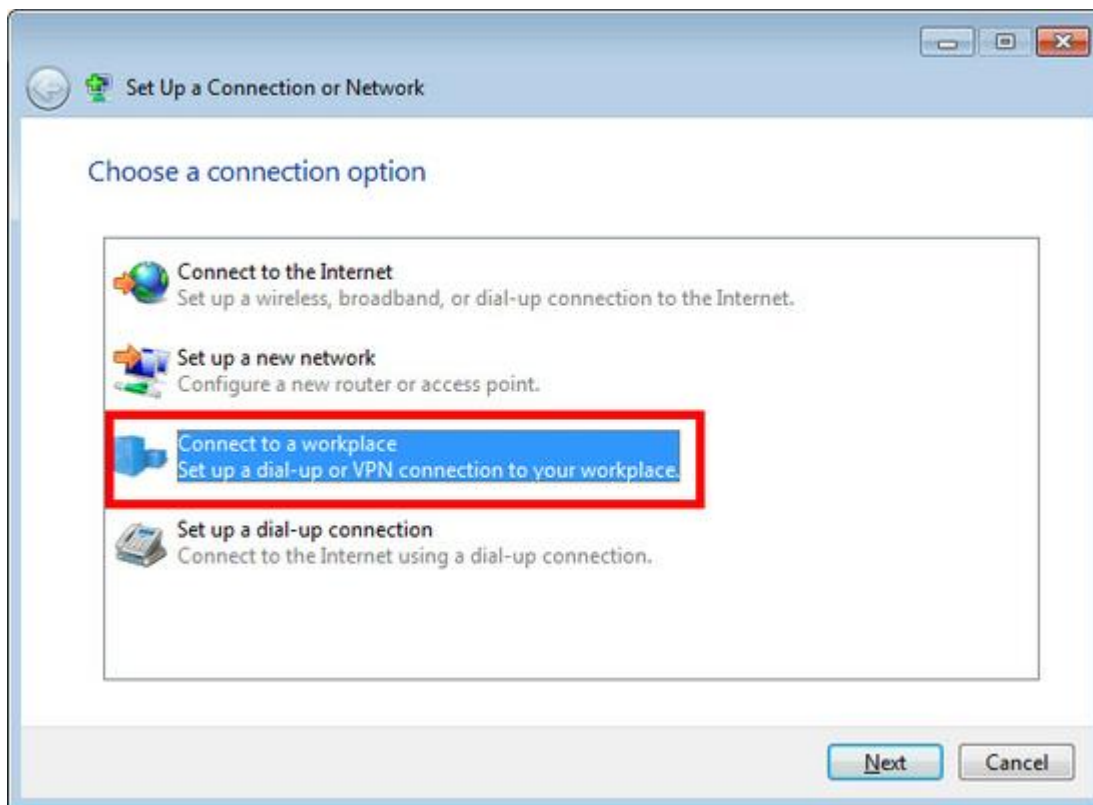 Set Up a Connection or Network
Choose a connection option
Connect to the Internet
Set up a wireless, broadband, or dial-up connection to the Internet.
Set up a new network
Configure a new router or access point.
Connect to a workplace
Set up a dial-up or VPN connection to your workplace.
Set up a dial-up connection
Connect to the Internet using a dial-up connection.
Next
Cancel